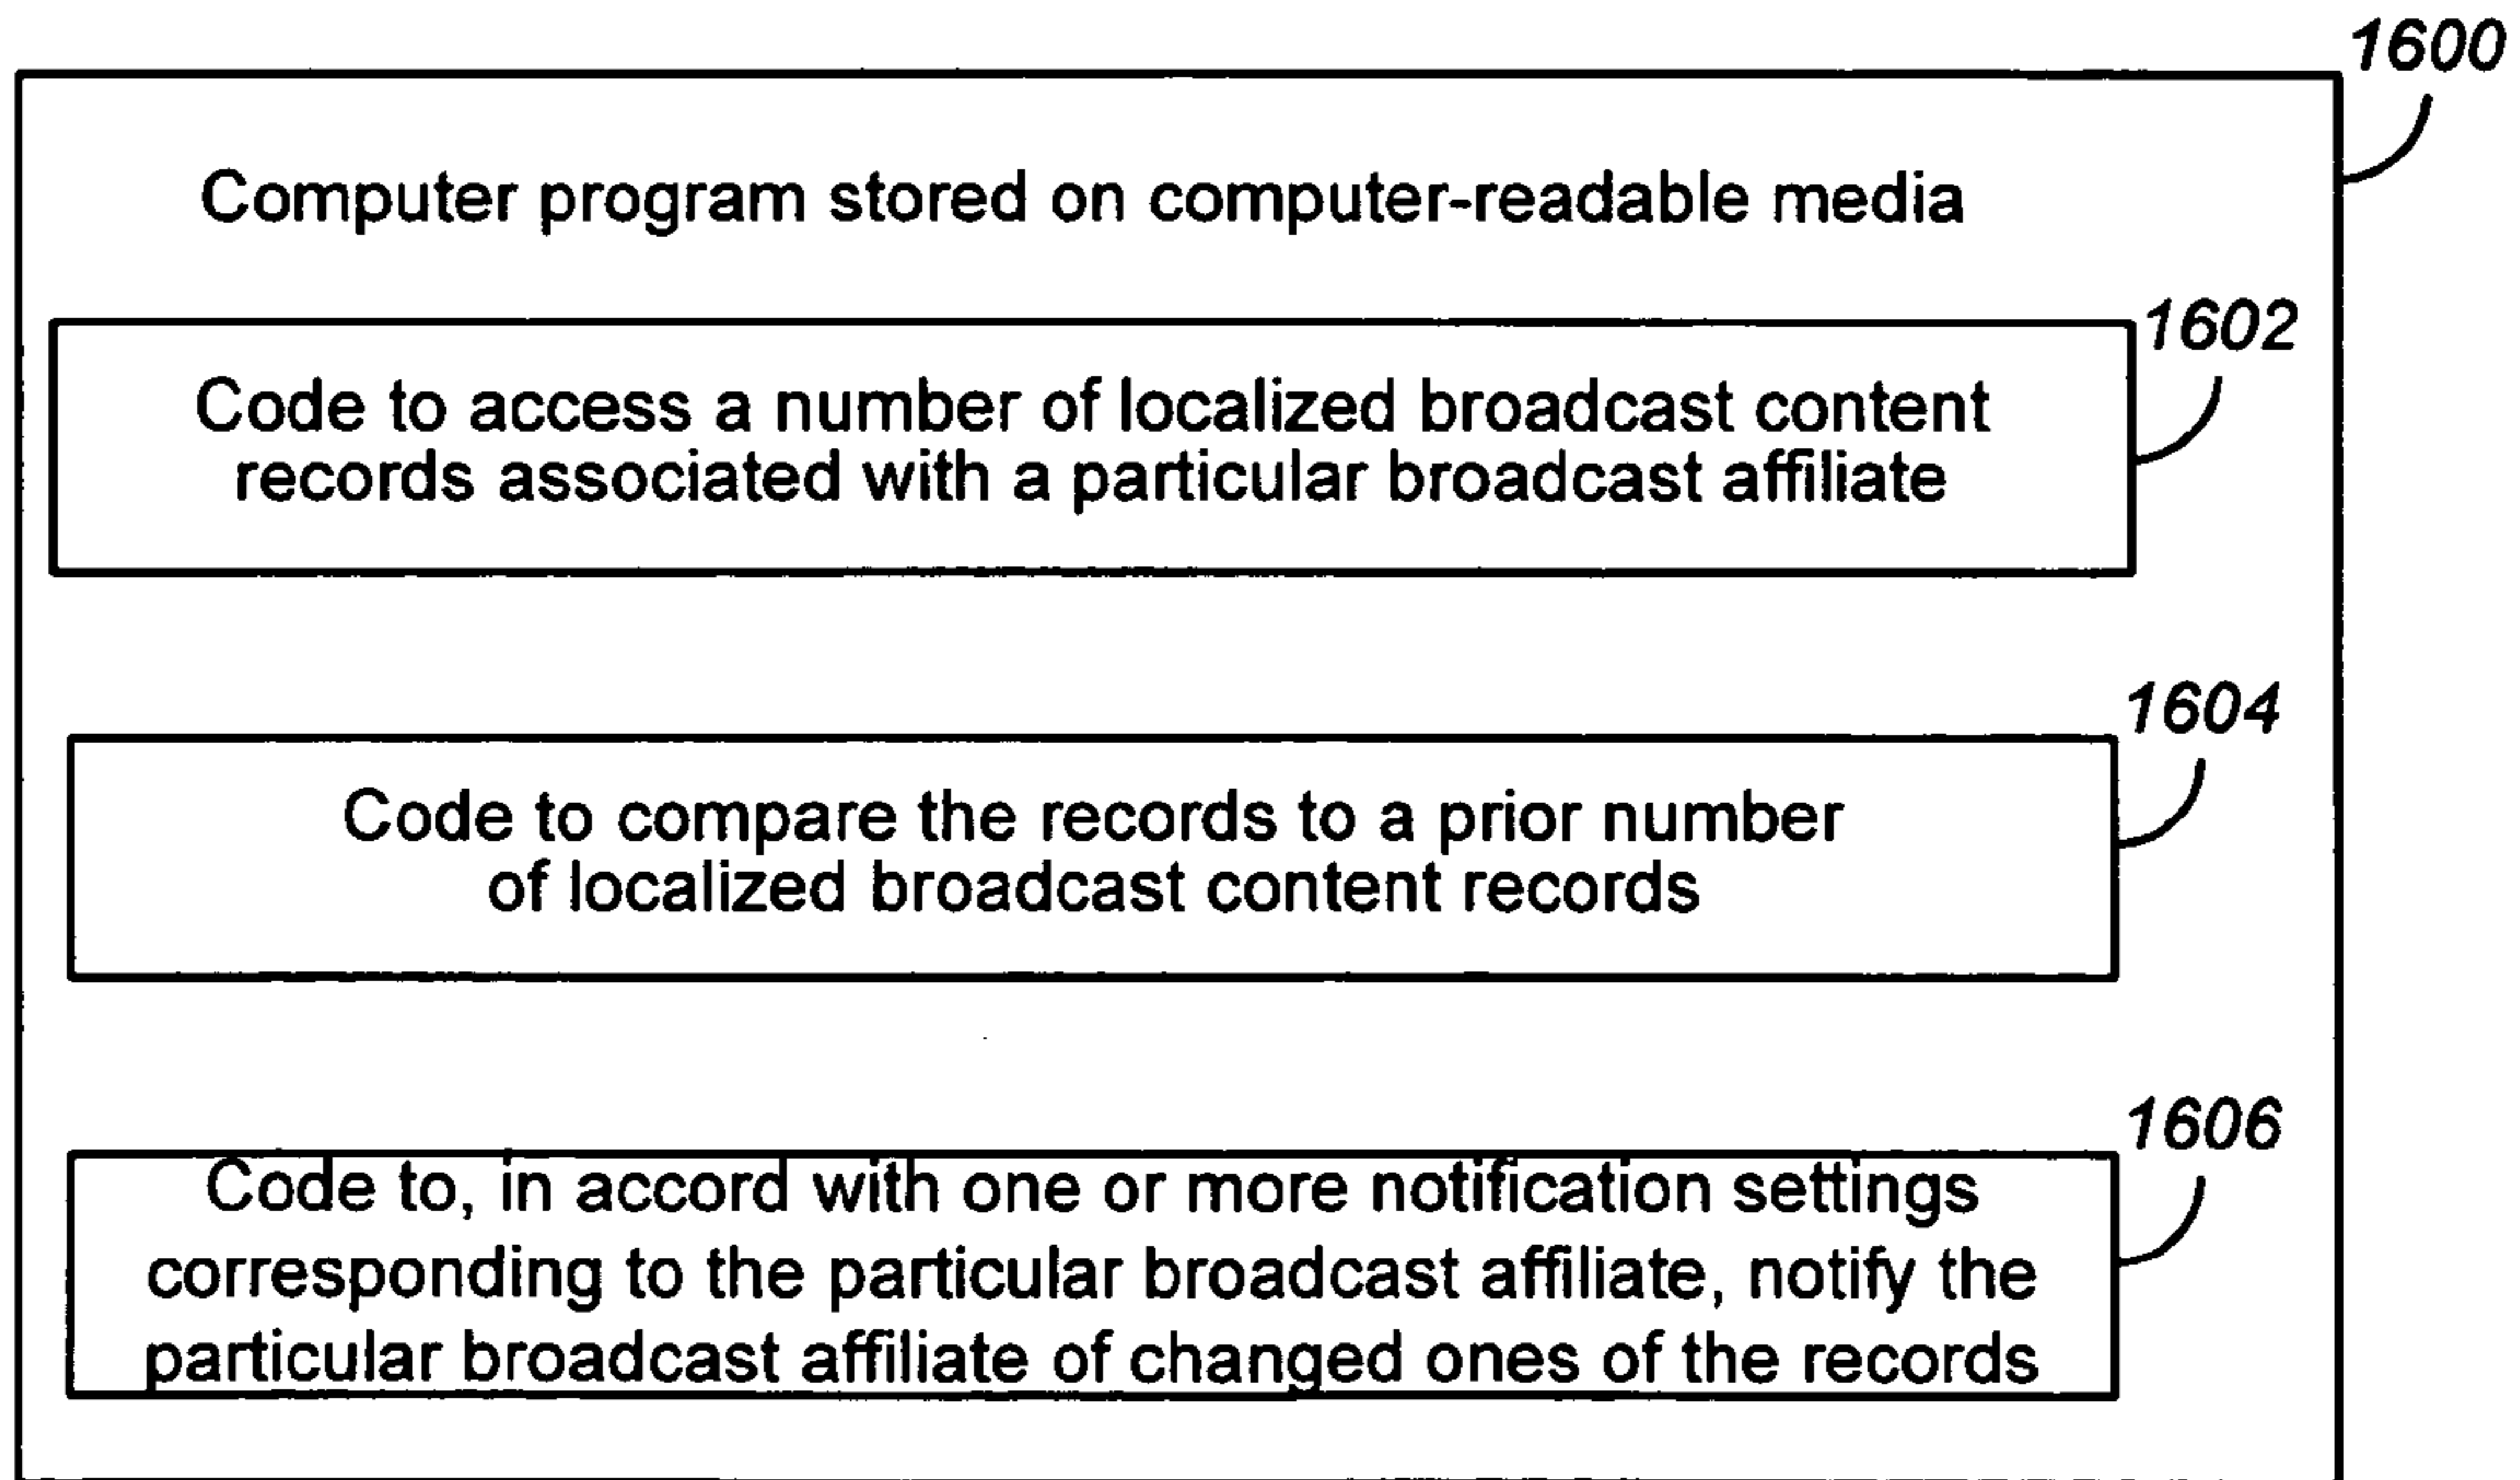 1600
Computer program stored on computer-readable media
1602
Code to access a number of localized broadcast content
records associated with a particular broadcast affiliate
1604
Code to compare the records to a prior number
of localized broadcast content records
1606
Code to, in accord with one or more notification settings
corresponding to the particular broadcast affiliate, notify the
particular broadcast affiliate of changed ones of the records